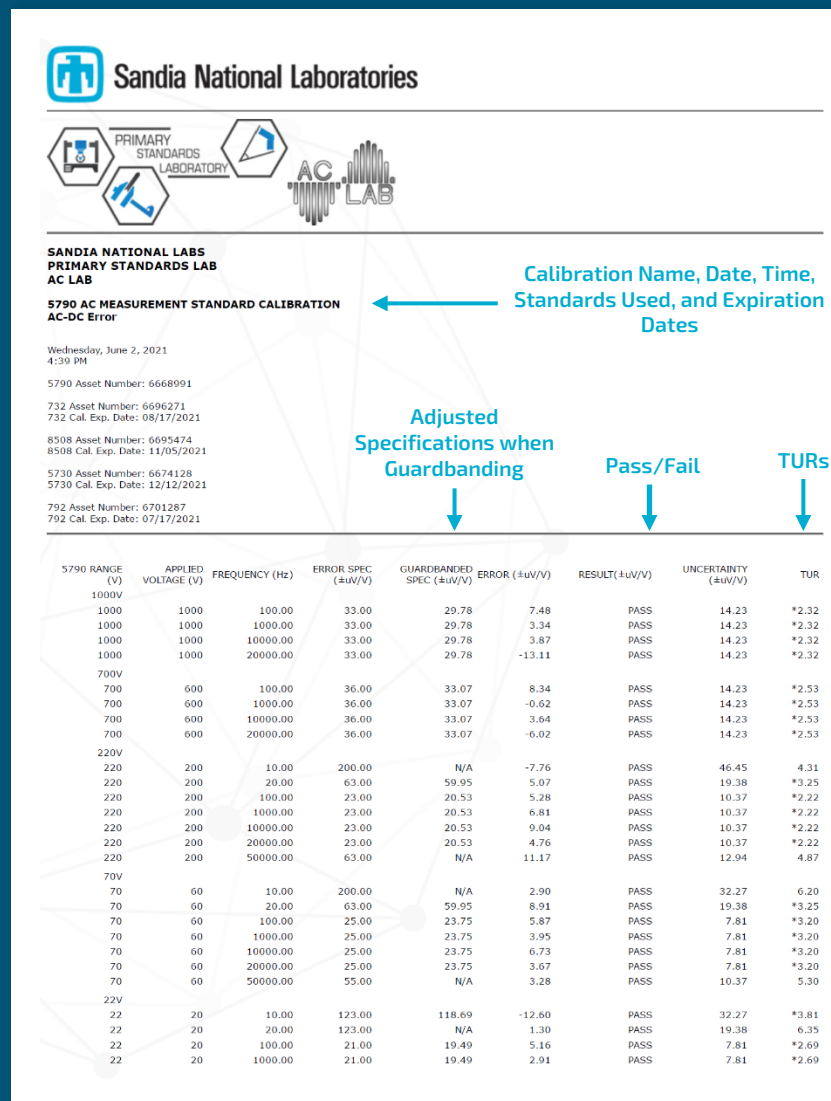 Sandia National Laboratories
PRIMARY
STANDARDS
LABORATORY
AC
LAB
SANDIA NATIONAL LABS
PRIMARY STANDARDS LAB
AC LAB
5790 AC MEASUREMENT STANDARD CALIBRATION
AC-DC Error
Calibration Name, Date, Time,
Standards Used, and Expiration
Dates
Wednesday, June 2, 2021
4:39 PM
5790 Asset Number: 6668991
732 Asset Number: 6696271
732 Cal. Exp. Date: 08/17/2021
8508 Asset Number: 6695474
8508 Cal. Exp. Date: 11/05/2021
5730 Asset Number: 6674128
5730 Cal. Exp. Date: 12/12/2021
792 Asset Number: 6701287
792 Cal. Exp. Date: 07/17/2021
Adjusted
Specifications when
Guardbanding
Pass/Fail
TURs
5790 RANGE (V) APPLIED VOLTAGE (V) FREQUENCY (Hz) ERROR SPEC (±uV/V) GUARDBANDED SPEC (±uV/V) ERROR (±uV/V) RESULT(±uV/V) UNCERTAINTY (±uV/V) TUR
1000V
1000 1000 100.00 33.00 29.78 7.48 PASS 14.23 *2.32
1000 1000 1000.00 33.00 29.78 3.34 PASS 14.23 *2.32
1000 1000 10000.00 33.00 29.78 3.87 PASS 14.23 *2.32
1000 1000 20000.00 33.00 29.78 -13.11 PASS 14.23 *2.32
700V
700 600 100.00 36.00 33.07 8.34 PASS 14.23 *2.53
700 600 1000.00 36.00 33.07 -0.62 PASS 14.23 *2.53
700 600 10000.00 36.00 33.07 3.64 PASS 14.23 *2.53
700 600 20000.00 36.00 33.07 -6.02 PASS 14.23 *2.53
220V
220 200 10.00 200.00 N/A -7.76 PASS 46.45 4.31
220 200 20.00 63.00 59.95 5.07 PASS 19.38 *3.25
220 200 100.00 23.00 20.53 5.28 PASS 10.37 *2.22
220 200 1000.00 23.00 20.53 6.81 PASS 10.37 *2.22
220 200 10000.00 23.00 20.53 9.04 PASS 10.37 *2.22
220 200 20000.00 23.00 20.53 4.76 PASS 10.37 *2.22
220 200 50000.00 63.00 N/A 11.17 PASS 12.94 4.87
70V
70 60 10.00 200.00 N/A 2.90 PASS 32.27 6.20
70 60 20.00 63.00 59.95 8.91 PASS 19.38 *3.25
70 60 100.00 25.00 23.75 5.87 PASS 7.81 *3.20
70 60 1000.00 25.00 23.75 3.95 PASS 7.81 *3.20
70 60 10000.00 25.00 23.75 6.73 PASS 7.81 *3.20
70 60 20000.00 25.00 23.75 3.67 PASS 7.81 *3.20
70 60 50000.00 55.00 N/A 3.28 PASS 10.37 5.30
22V
22 20 10.00 123.00 118.69 -12.60 PASS 32.27 *3.81
22 20 20.00 123.00 N/A 1.30 PASS 19.38 6.35
22 20 100.00 21.00 19.49 5.16 PASS 7.81 *2.69
22 20 1000.00 21.00 19.49 2.91 PASS 7.81 *2.69